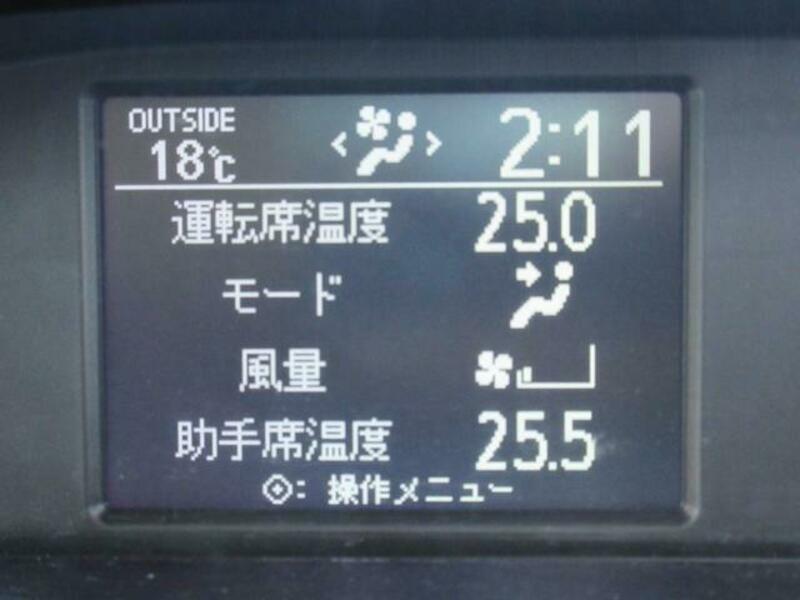 OUTSIDE
18℃
2:11
運転席温度 25.0
モード
風量
助手席温度 25.5
: 操作メニュー